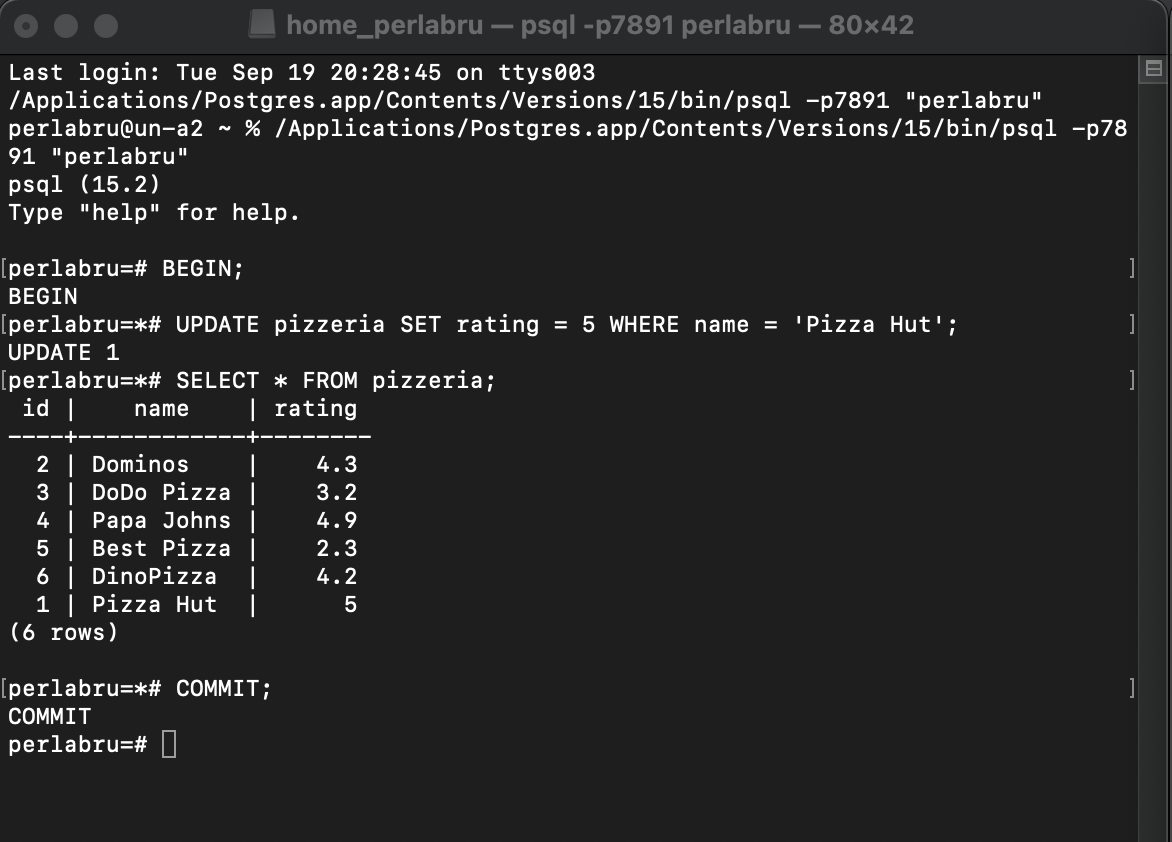 home_perlabru — psql -p7891 perlabru — 80×42
Last login: Tue Sep 19 20:28:45 on ttys003
/Applications/Postgres.app/Contents/Versions/15/bin/psql -p7891 "perlabru"
perlabru@un-a2 ~ % /Applications/Postgres.app/Contents/Versions/15/bin/psql -p78
91 "perlabru"
psql (15.2)
Type "help" for help.

[perlabru=# BEGIN;                                                              ]
BEGIN
[perlabru=*# UPDATE pizzeria SET rating = 5 WHERE name = 'Pizza Hut';           ]
UPDATE 1
[perlabru=*# SELECT * FROM pizzeria;                                            ]
 id |    name    | rating
----+------------+--------
  2 | Dominos    |    4.3
  3 | DoDo Pizza |    3.2
  4 | Papa Johns |    4.9
  5 | Best Pizza |    2.3
  6 | DinoPizza  |    4.2
  1 | Pizza Hut  |      5
(6 rows)

[perlabru=*# COMMIT;                                                            ]
COMMIT
perlabru=#